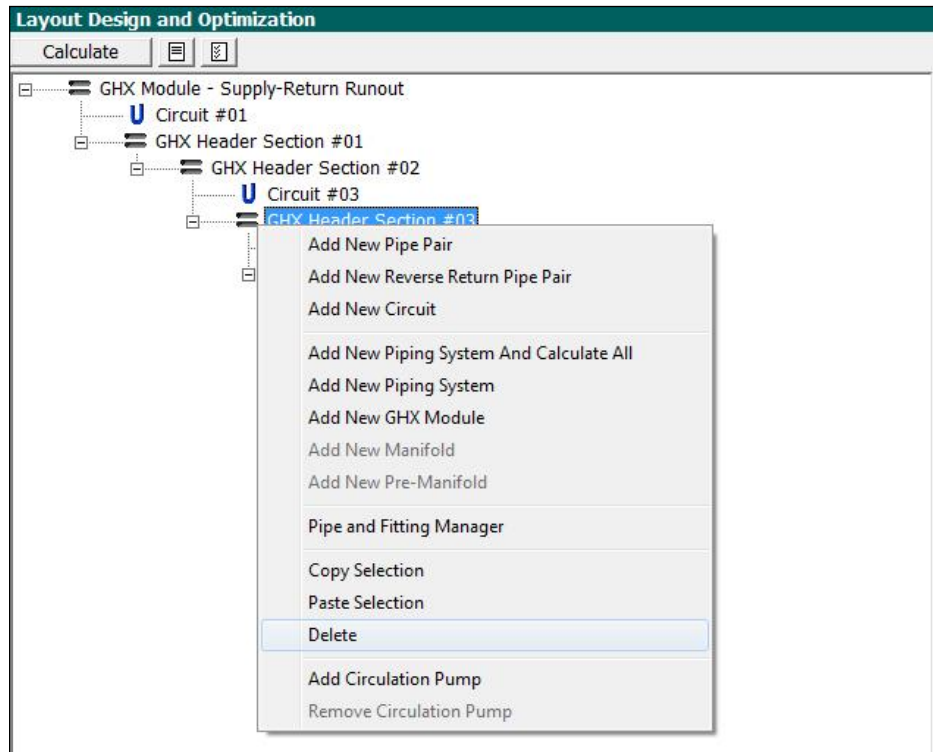 Layout Design and Optimization
Calculate
GHX Module - Supply-Return Runout
Circuit #01
GHX Header Section #01
GHX Header Section #02
Circuit #03
GHX Header Section #03
Add New Pipe Pair
Add New Reverse Return Pipe Pair
Add New Circuit
Add New Piping System And Calculate All
Add New Piping System
Add New GHX Module
Add New Manifold
Add New Pre-Manifold
Pipe and Fitting Manager
Copy Selection
Paste Selection
Delete
Add Circulation Pump
Remove Circulation Pump